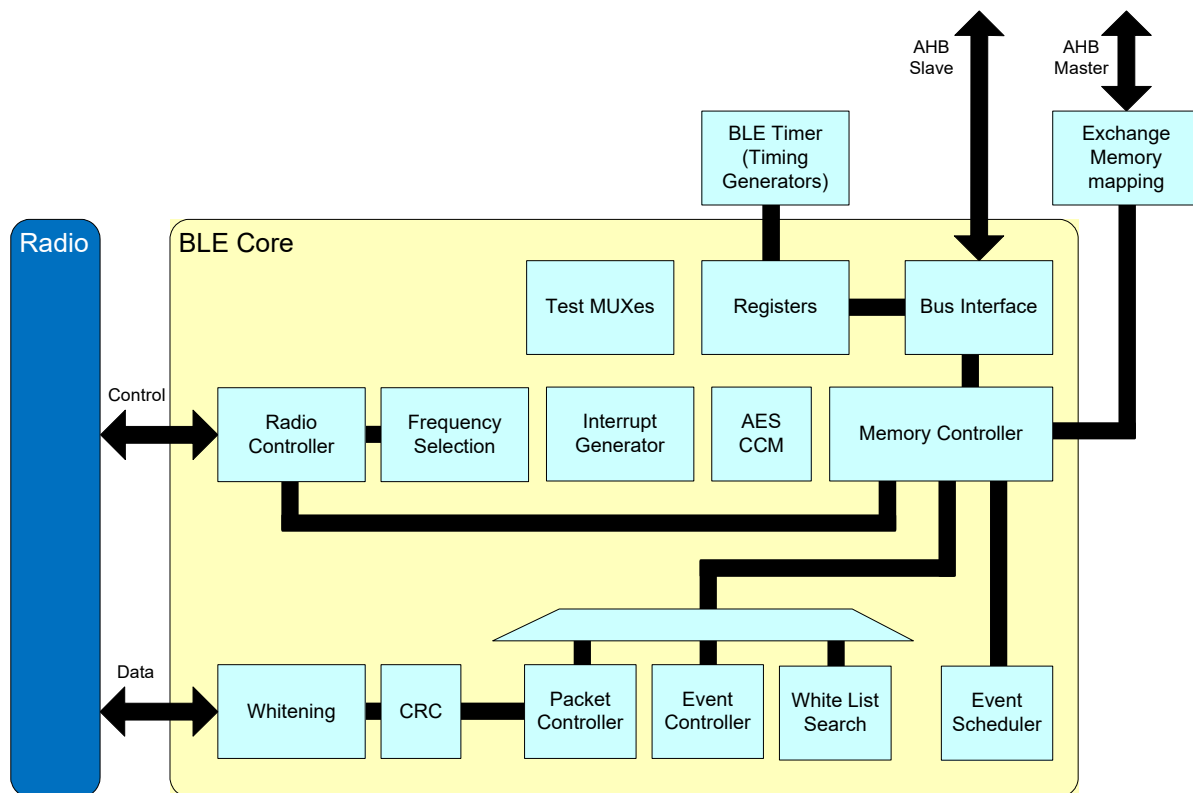 AHB
Slave
AHB
Master
BLE Timer
(Timing
Generators)
Exchange
Memory
mapping
Radio
BLE Core
Test MUXes
Registers
Bus Interface
Control
Radio
Controller
Frequency
Selection
Interrupt
Generator
AES
CCM
Memory Controller
Data
Whitening
CRC
Packet
Controller
Event
Controller
White List
Search
Event
Scheduler